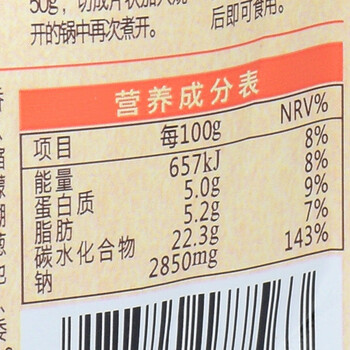 50g，切成片状加入烧
开的锅中再次煮开。
后即可食用。
营养成分表
项目 每100g NRV%
能量 657kJ 8%
蛋白质 5.0g 8%
脂肪 5.2g 9%
碳水化合物 22.3g 7%
钠 2850mg 143%